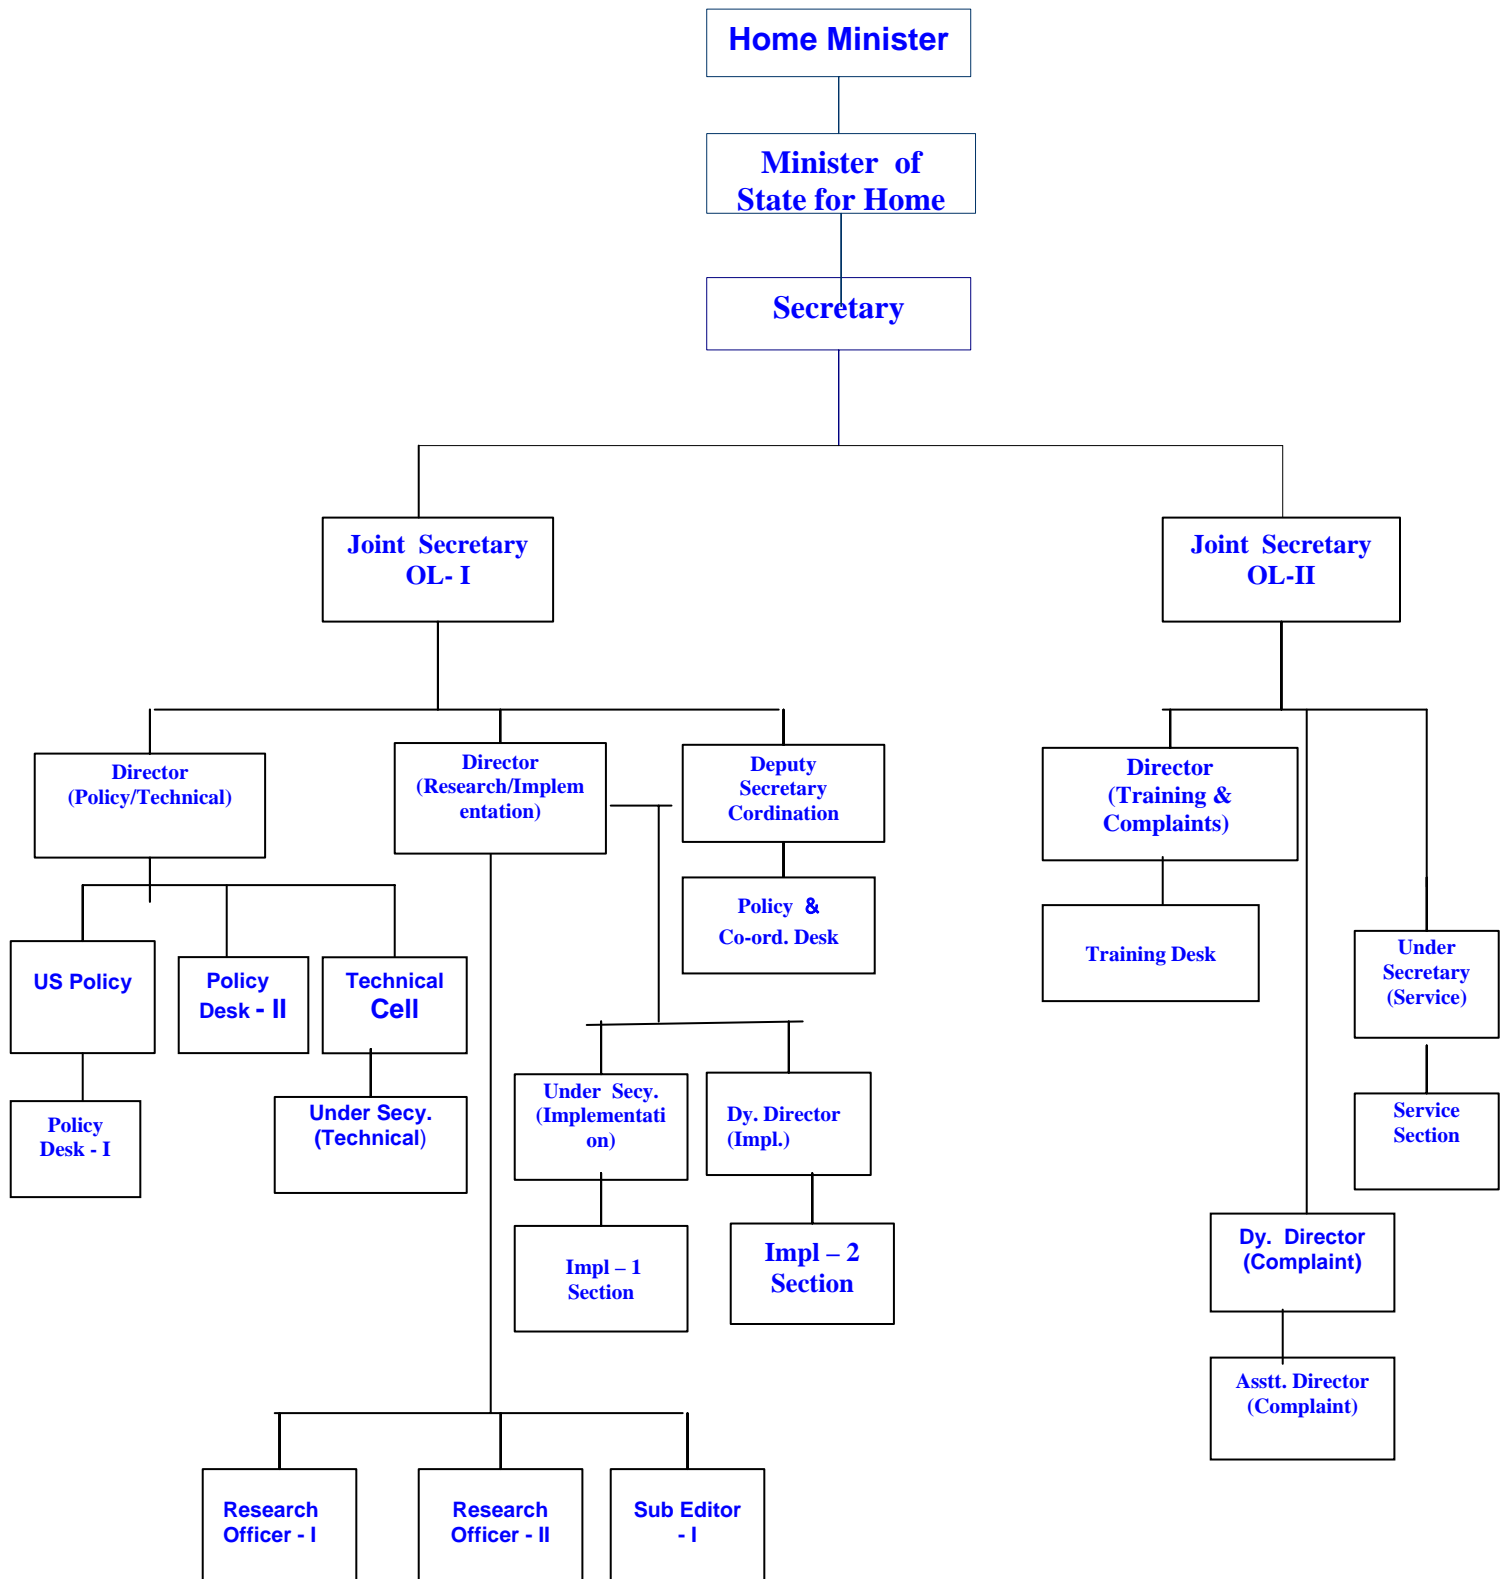 Home Minister
Minister of
State for Home
Secretary
Joint Secretary
OL- I
Joint Secretary
OL-II
Director
(Policy/Technical)
Director
(Research/Implem
entation)
Deputy
Secretary
Cordination
Director
(Training &
Complaints)
Policy &
Co-ord. Desk
Training Desk
Under
Secretary
(Service)
US Policy
Policy
Desk - II
Technical
Cell
Under Secy.
(Implementati
on)
Dy. Director
(Impl.)
Policy
Desk - I
Under Secy.
(Technical)
Service
Section
Impl – 1
Section
Impl – 2
Section
Dy. Director
(Complaint)
Asstt. Director
(Complaint)
Research
Officer - I
Research
Officer - II
Sub Editor
- I